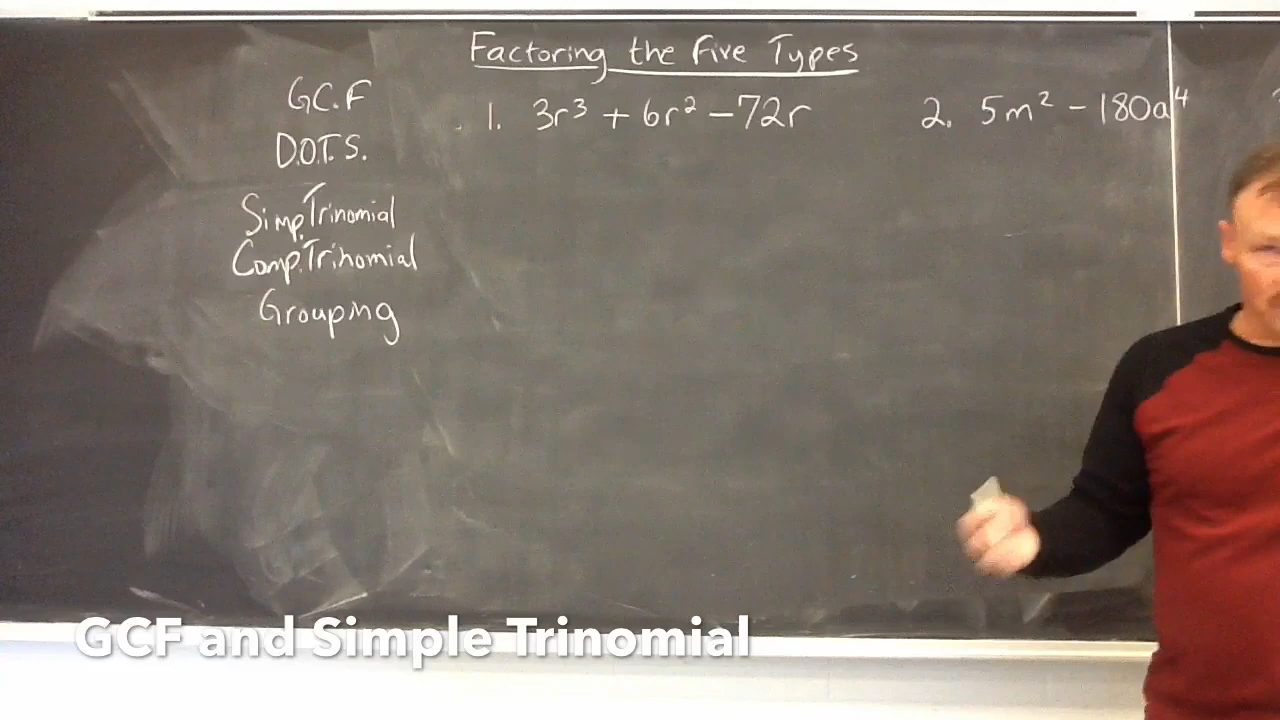 Factoring the Five Types
G.C.F
D.O.T.S.
Simp.Trinomial
Comp.Trinomial
Grouping
1. 3r³ + 6r² – 72r
2. 5m² – 180a⁴
GCF and Simple Trinomial